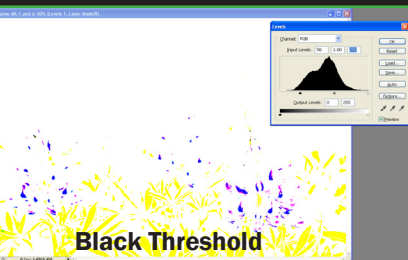 Levels
Channel: RGB
OK
Input Levels: 50 1.00
Reset
Load...
Save...
Auto
Options...
Output Levels: 0 255
Preview
Black Threshold